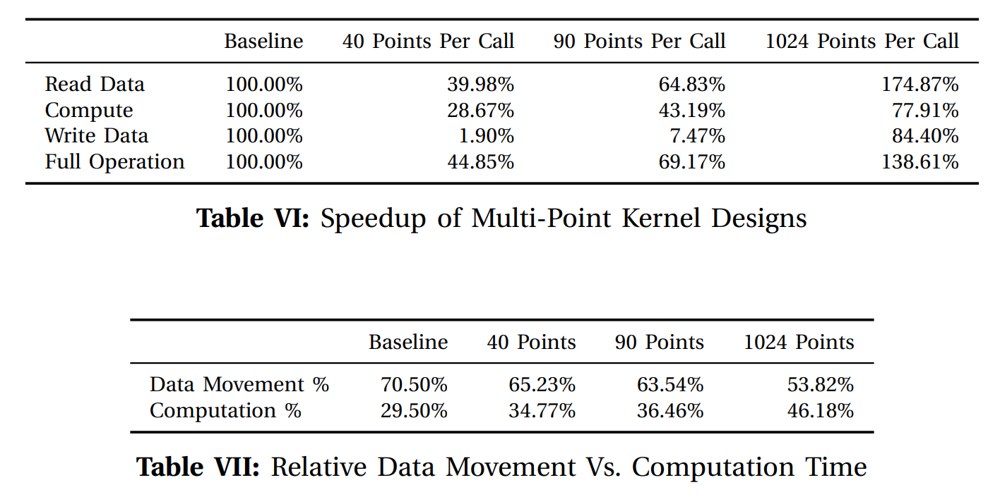 Baseline 40 Points Per Call 90 Points Per Call 1024 Points Per Call
Read Data 100.00% 39.98% 64.83% 174.87%
Compute 100.00% 28.67% 43.19% 77.91%
Write Data 100.00% 1.90% 7.47% 84.40%
Full Operation 100.00% 44.85% 69.17% 138.61%
Table VI: Speedup of Multi-Point Kernel Designs
Baseline 40 Points 90 Points 1024 Points
Data Movement % 70.50% 65.23% 63.54% 53.82%
Computation % 29.50% 34.77% 36.46% 46.18%
Table VII: Relative Data Movement Vs. Computation Time